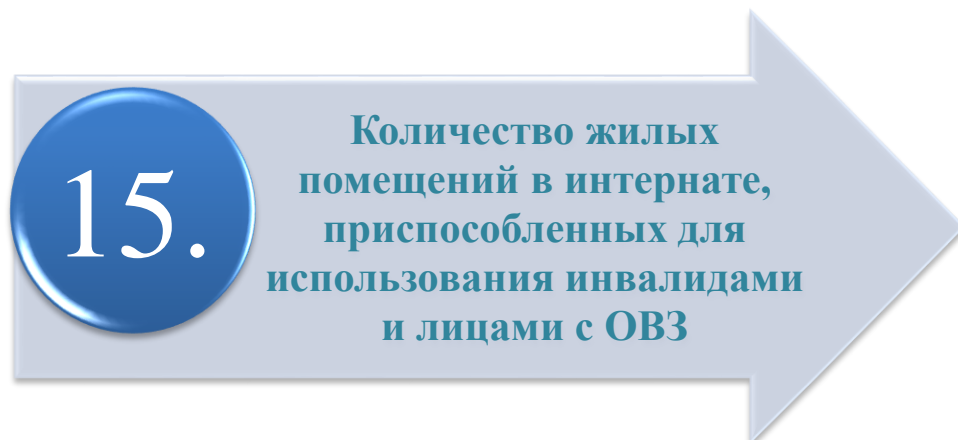 15.
Количество жилых
помещений в интернате,
приспособленных для
использования инвалидами
и лицами с ОВЗ